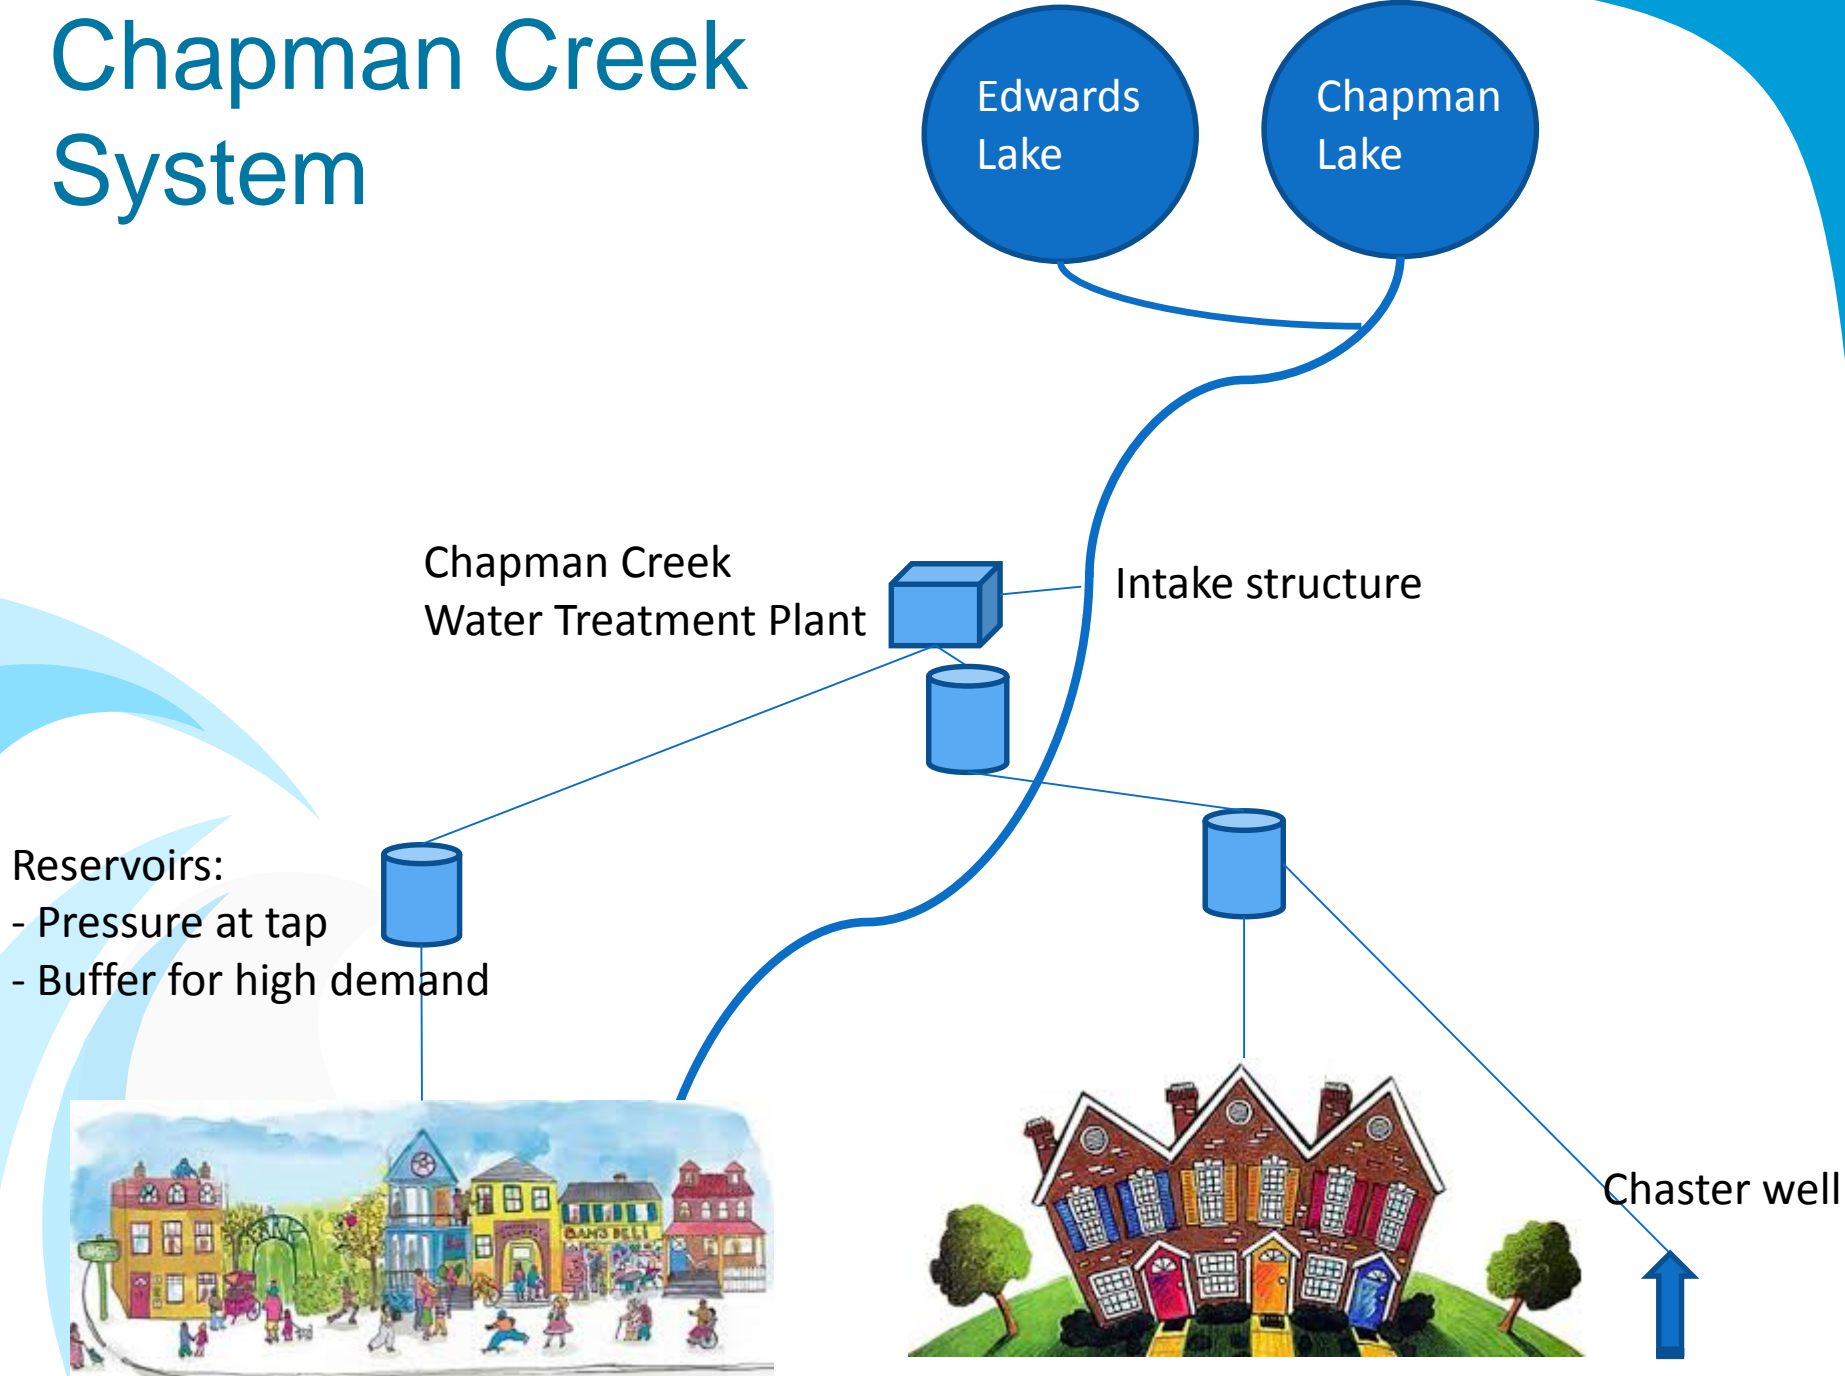 Chapman Creek
System
Edwards
Lake
Chapman
Lake
Chapman Creek
Water Treatment Plant
Intake structure
Reservoirs:
- Pressure at tap
- Buffer for high demand
Chaster well